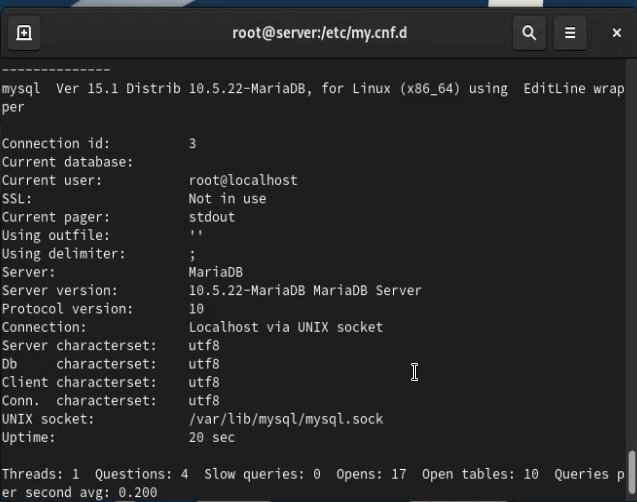 root@server:/etc/my.cnf.d
--------------
mysql  Ver 15.1 Distrib 10.5.22-MariaDB, for Linux (x86_64) using  EditLine wrap
per

Connection id:          3
Current database:
Current user:           root@localhost
SSL:                    Not in use
Current pager:          stdout
Using outfile:          ''
Using delimiter:        ;
Server:                 MariaDB
Server version:         10.5.22-MariaDB MariaDB Server
Protocol version:       10
Connection:             Localhost via UNIX socket
Server characterset:    utf8
Db     characterset:    utf8
Client characterset:    utf8
Conn.  characterset:    utf8
UNIX socket:            /var/lib/mysql/mysql.sock
Uptime:                 20 sec

Threads: 1  Questions: 4  Slow queries: 0  Opens: 17  Open tables: 10  Queries p
er second avg: 0.200